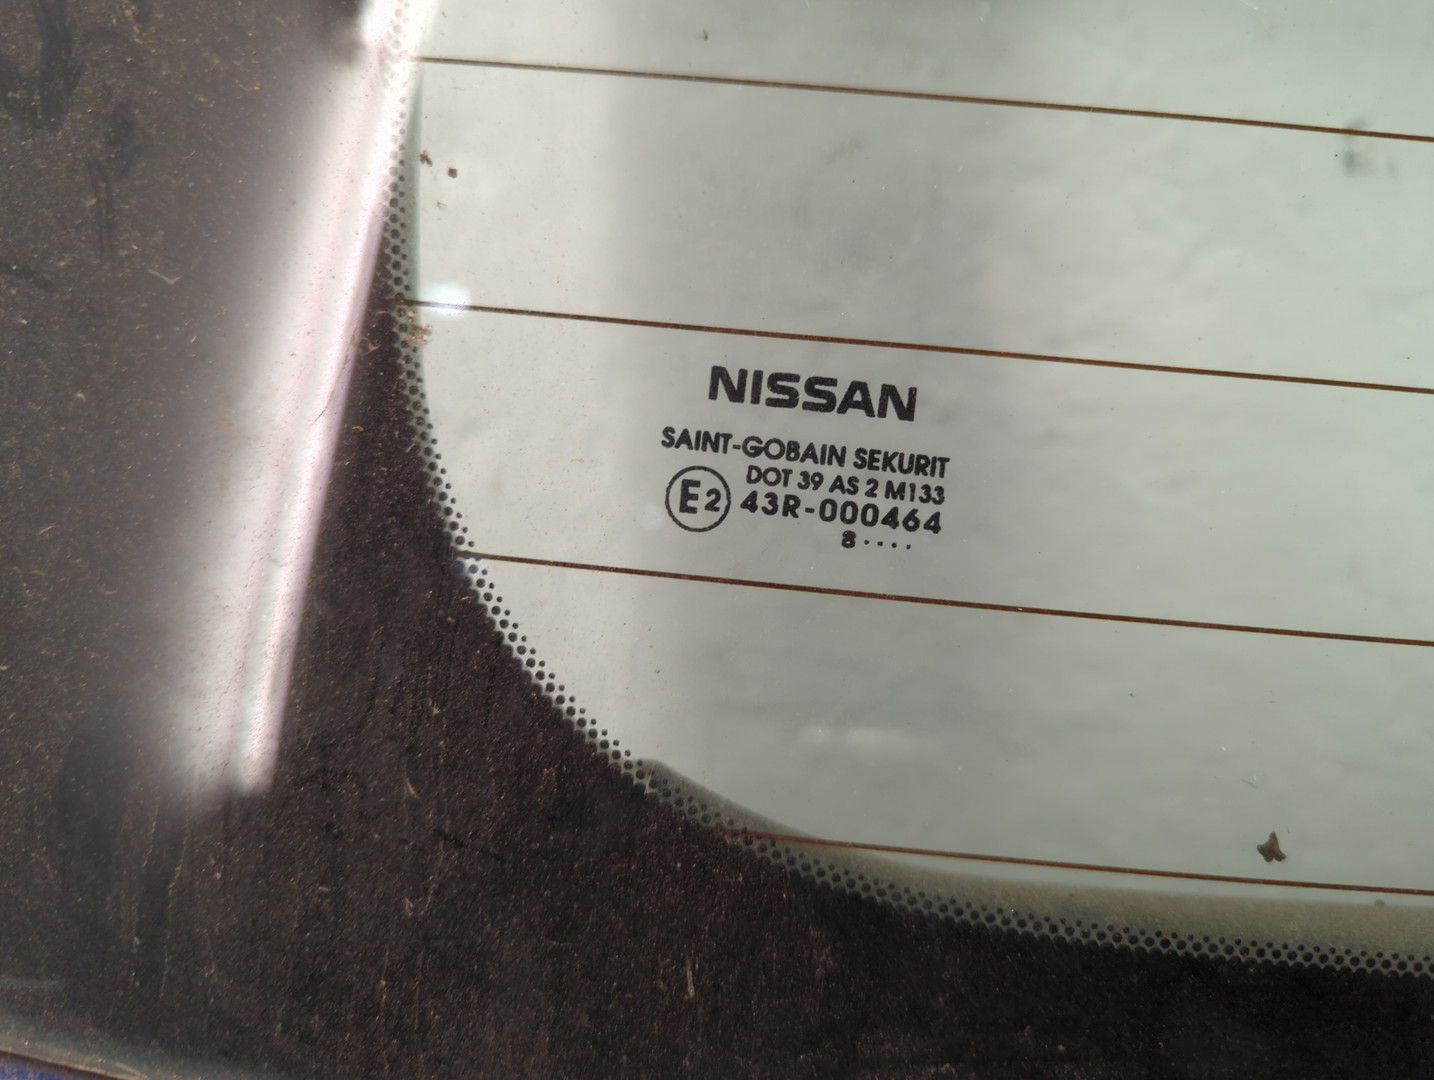 NISSAN
SAINT-GOBAIN SEKURIT
DOT 39 AS 2 M133
E2 43R-000464
8....